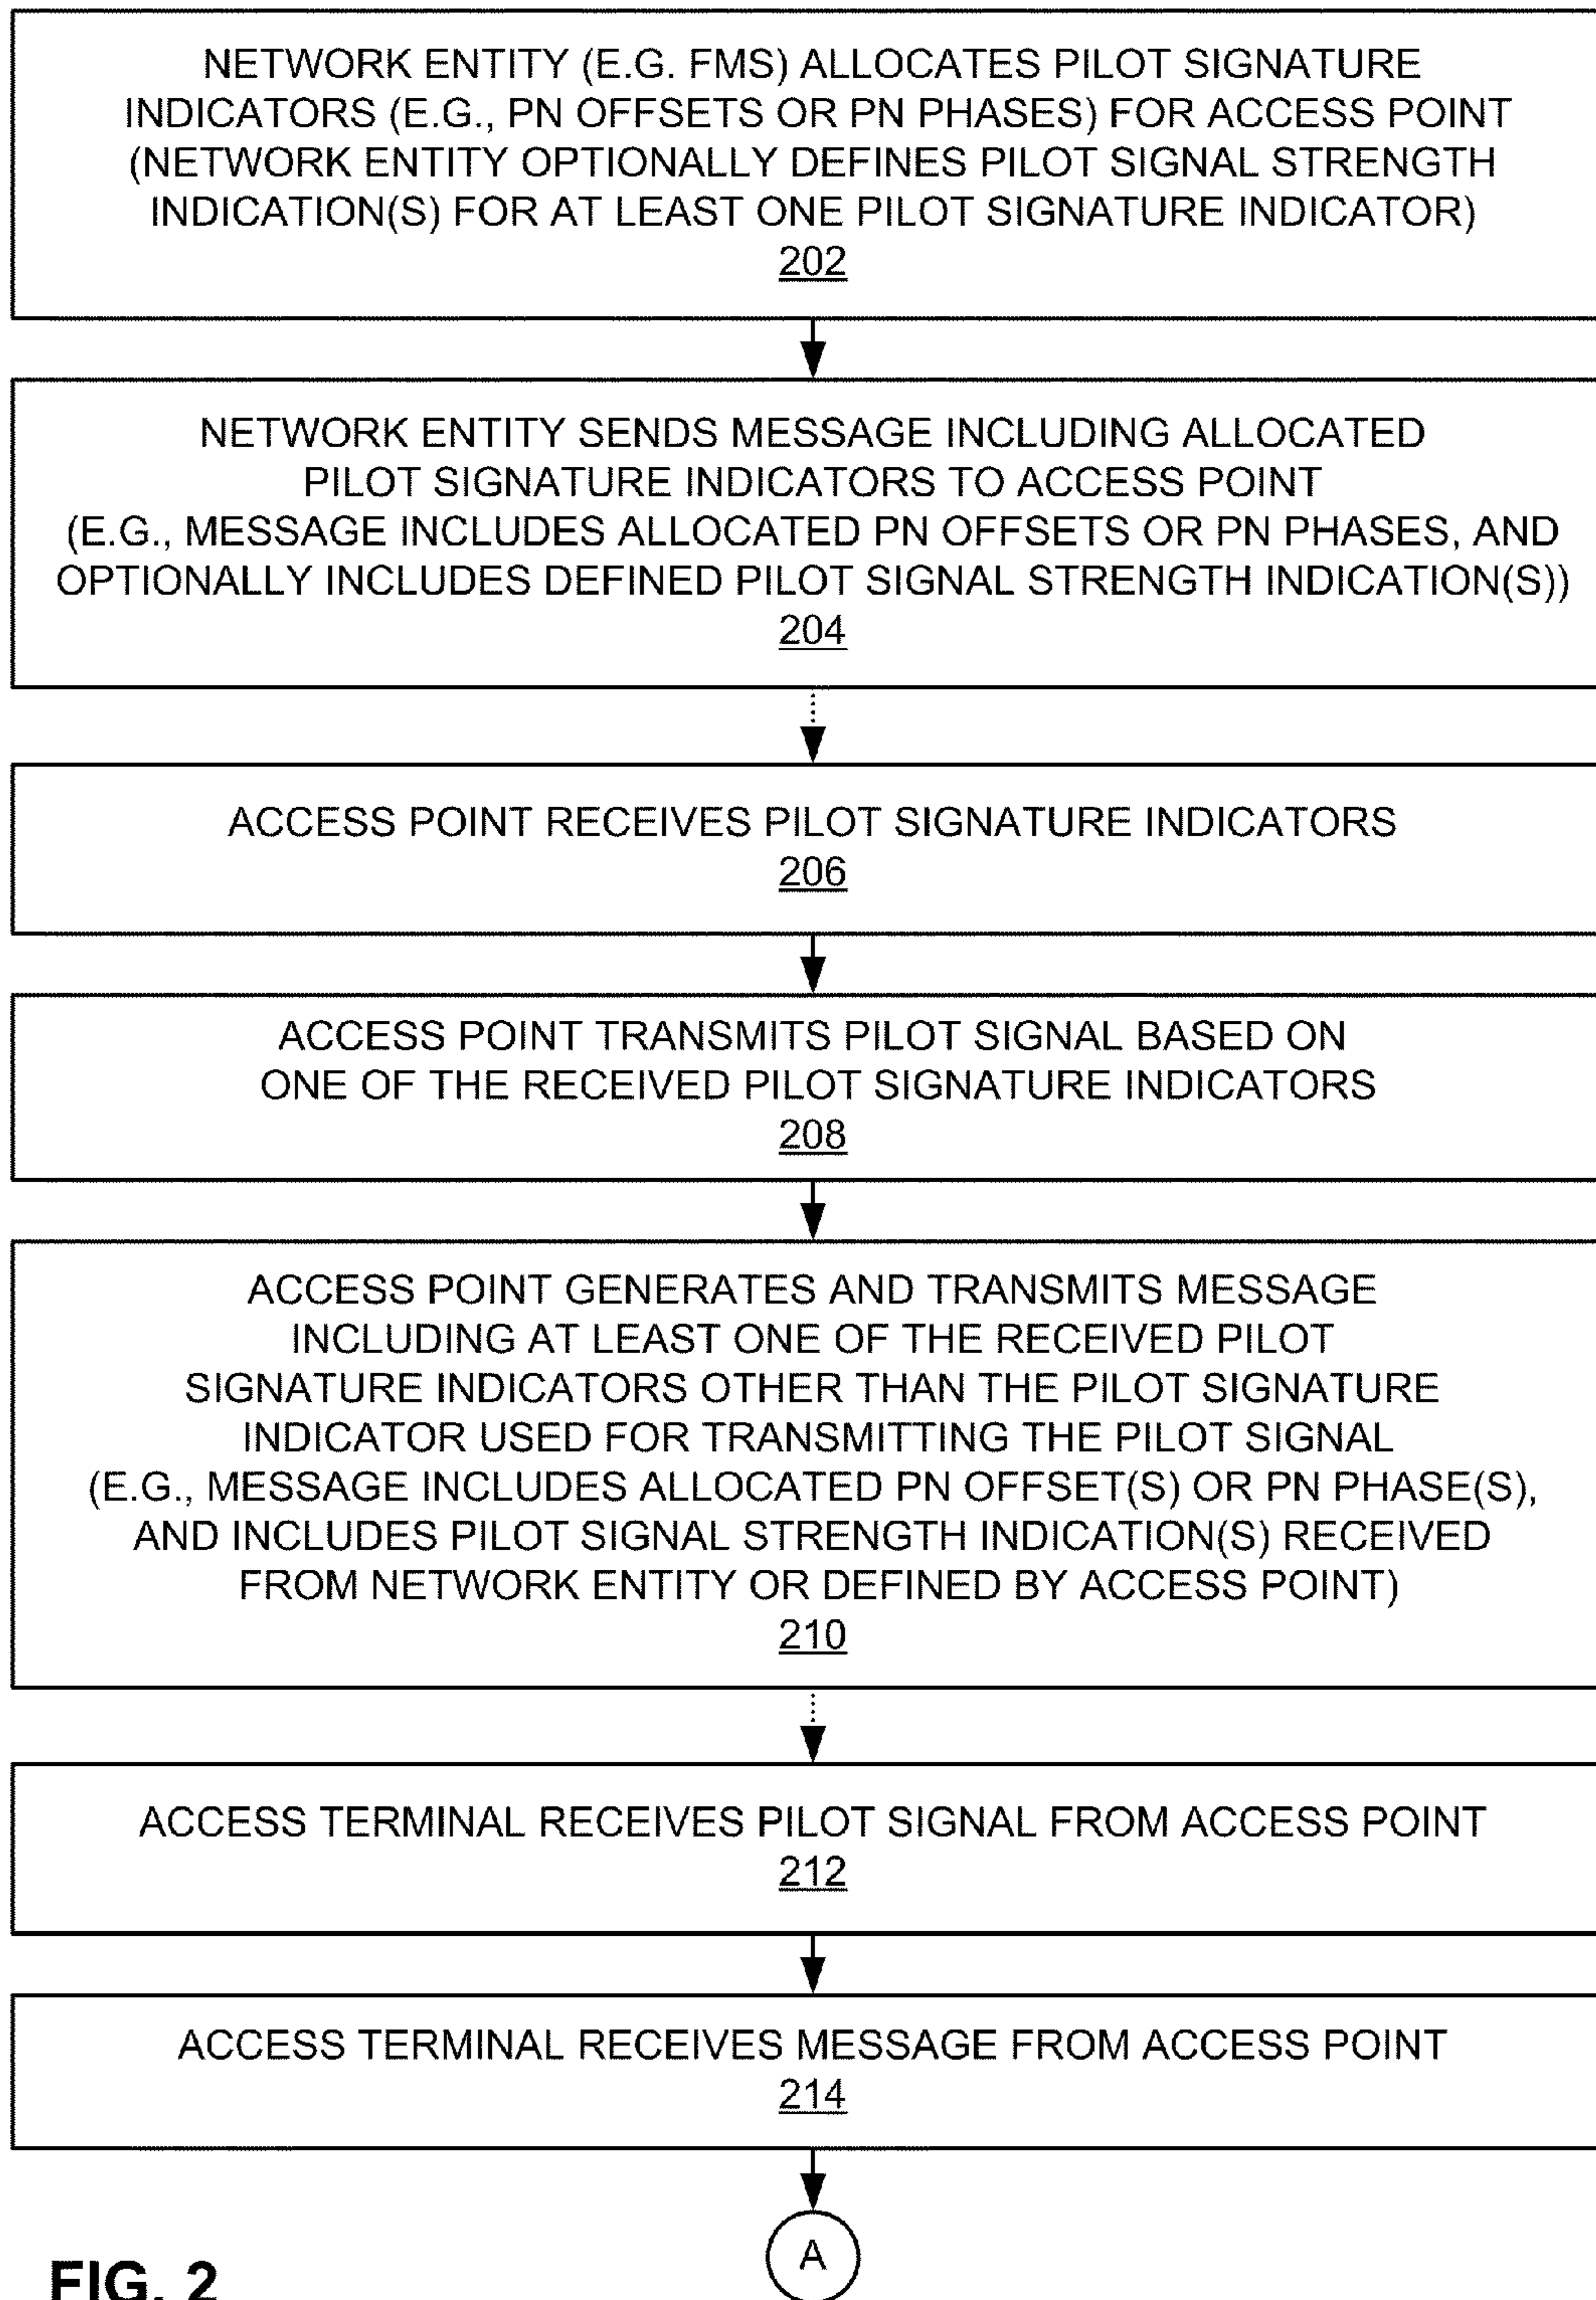 NETWORK ENTITY (E.G. FMS) ALLOCATES PILOT SIGNATURE
INDICATORS (E.G., PN OFFSETS OR PN PHASES) FOR ACCESS POINT
(NETWORK ENTITY OPTIONALLY DEFINES PILOT SIGNAL STRENGTH
INDICATION(S) FOR AT LEAST ONE PILOT SIGNATURE INDICATOR)
202
NETWORK ENTITY SENDS MESSAGE INCLUDING ALLOCATED
PILOT SIGNATURE INDICATORS TO ACCESS POINT
(E.G., MESSAGE INCLUDES ALLOCATED PN OFFSETS OR PN PHASES, AND
OPTIONALLY INCLUDES DEFINED PILOT SIGNAL STRENGTH INDICATION(S))
204
ACCESS POINT RECEIVES PILOT SIGNATURE INDICATORS
206
ACCESS POINT TRANSMITS PILOT SIGNAL BASED ON
ONE OF THE RECEIVED PILOT SIGNATURE INDICATORS
208
ACCESS POINT GENERATES AND TRANSMITS MESSAGE
INCLUDING AT LEAST ONE OF THE RECEIVED PILOT
SIGNATURE INDICATORS OTHER THAN THE PILOT SIGNATURE
INDICATOR USED FOR TRANSMITTING THE PILOT SIGNAL
(E.G., MESSAGE INCLUDES ALLOCATED PN OFFSET(S) OR PN PHASE(S),
AND INCLUDES PILOT SIGNAL STRENGTH INDICATION(S) RECEIVED
FROM NETWORK ENTITY OR DEFINED BY ACCESS POINT)
210
ACCESS TERMINAL RECEIVES PILOT SIGNAL FROM ACCESS POINT
212
ACCESS TERMINAL RECEIVES MESSAGE FROM ACCESS POINT
214
A
FIG. 2